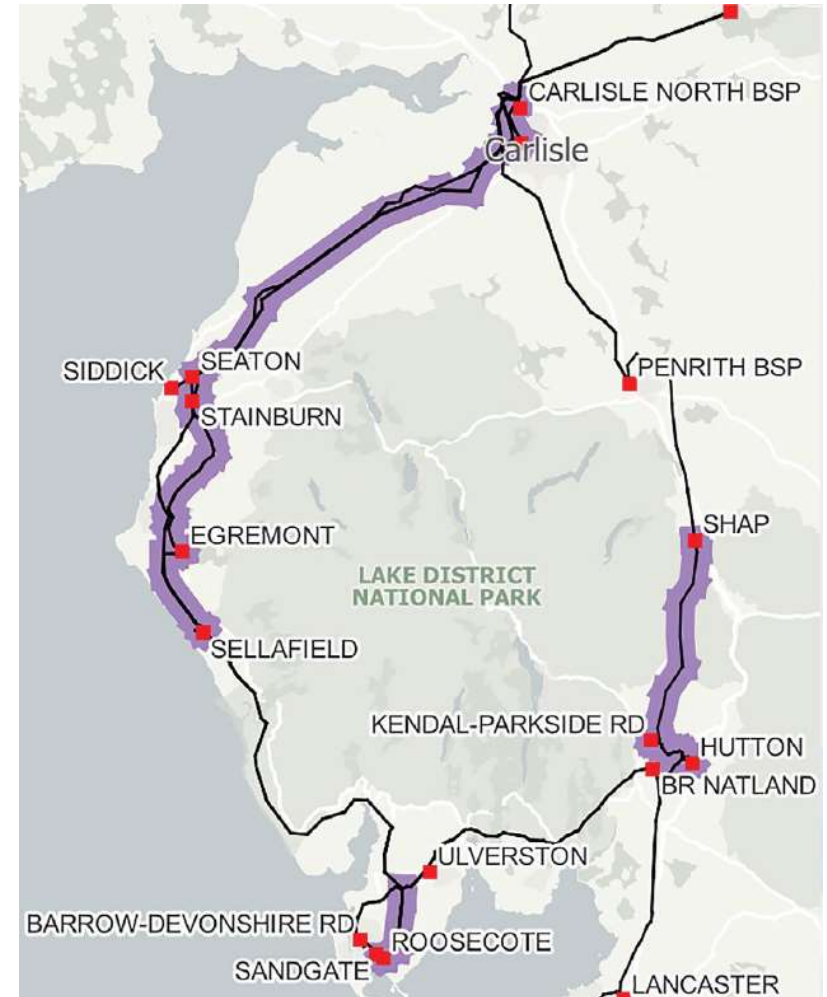 CARLISLE NORTH BSP
Carlisle
SIDDICK
SEATON
PENRITH BSP
STAINBURN
SHAP
EGREMONT
LAKE DISTRICT
NATIONAL PARK
SELLAFIELD
KENDAL-PARKSIDE RD
HUTTON
BR NATLAND
ULVERSTON
BARROW-DEVONSHIRE RD
ROOSECOTE
SANDGATE
LANCASTER